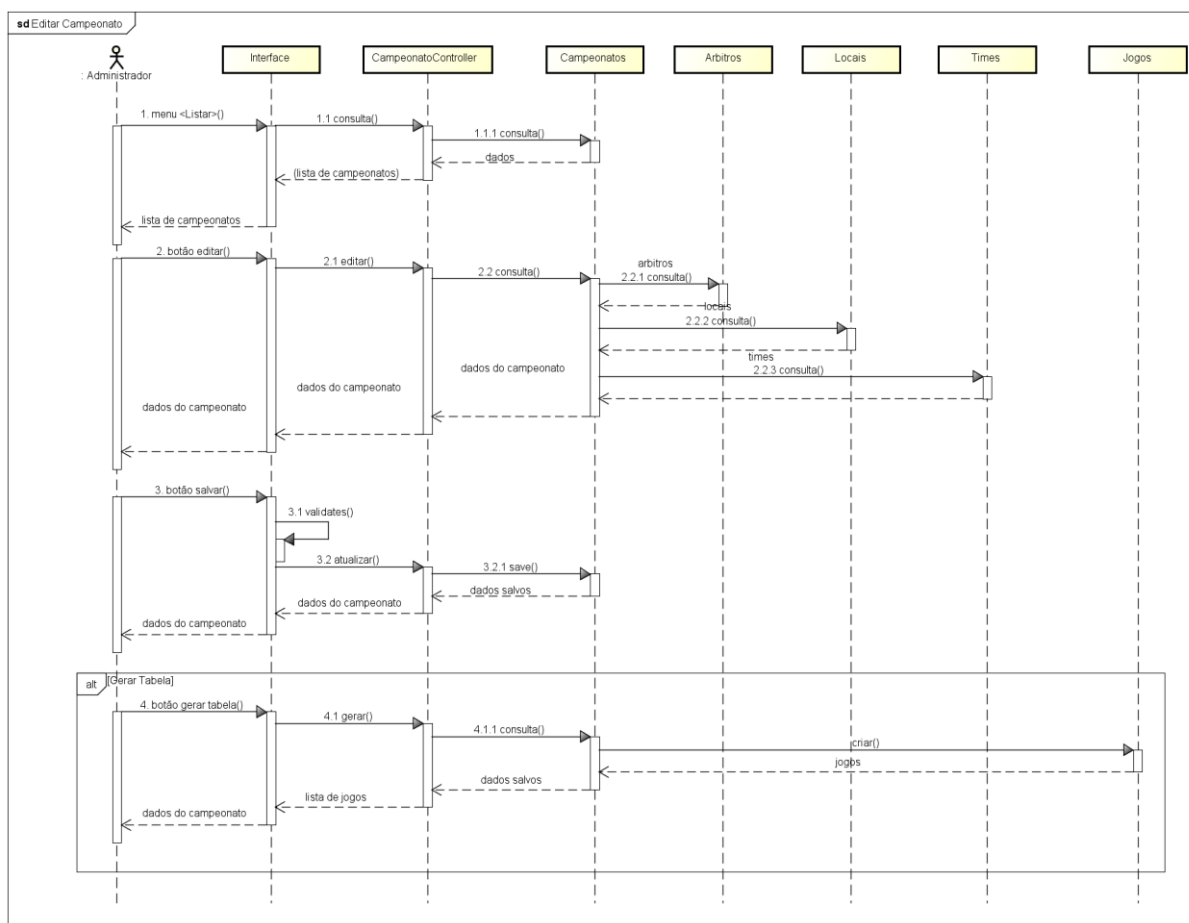 sd Editar Campeonato
: Administrador
Interface
CampeonatoController
Campeonatos
Arbitros
Locais
Times
Jogos
1. menu <Listar>()
1.1 consulta()
1.1.1 consulta()
dados
(lista de campeonatos)
lista de campeonatos
2. botão editar()
2.1 editar()
2.2 consulta()
arbitros
2.2.1 consulta()
locais
2.2.2 consulta()
times
2.2.3 consulta()
dados do campeonato
dados do campeonato
dados do campeonato
3. botão salvar()
3.1 validates()
3.2 atualizar()
3.2.1 save()
dados salvos
dados do campeonato
dados do campeonato
alt
[Gerar Tabela]
4. botão gerar tabela()
4.1 gerar()
4.1.1 consulta()
criar()
jogos
dados salvos
lista de jogos
dados do campeonato